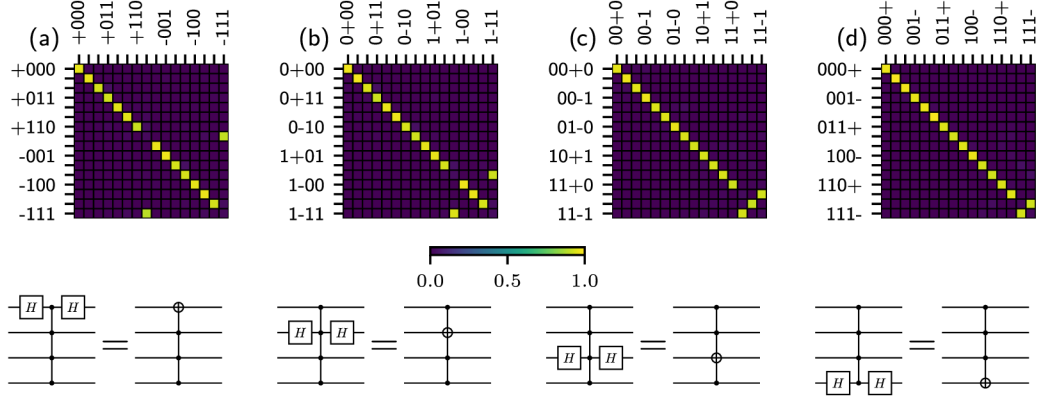 (a) +000 +011 +110 -001 -100 -111
+000
+011
+110
-001
-100
-111
(b) 0+00 0+11 0-10 1+01 1-00 1-11
0+00
0+11
0-10
1+01
1-00
1-11
(c) 00+0 00-1 01-0 10+1 11+0 11-1
00+0
00-1
01-0
10+1
11+0
11-1
(d) 000+ 001- 011+ 100- 110+ 111-
000+
001-
011+
100-
110+
111-
0.0 0.5 1.0
H H =
H H =
H H =
H H =